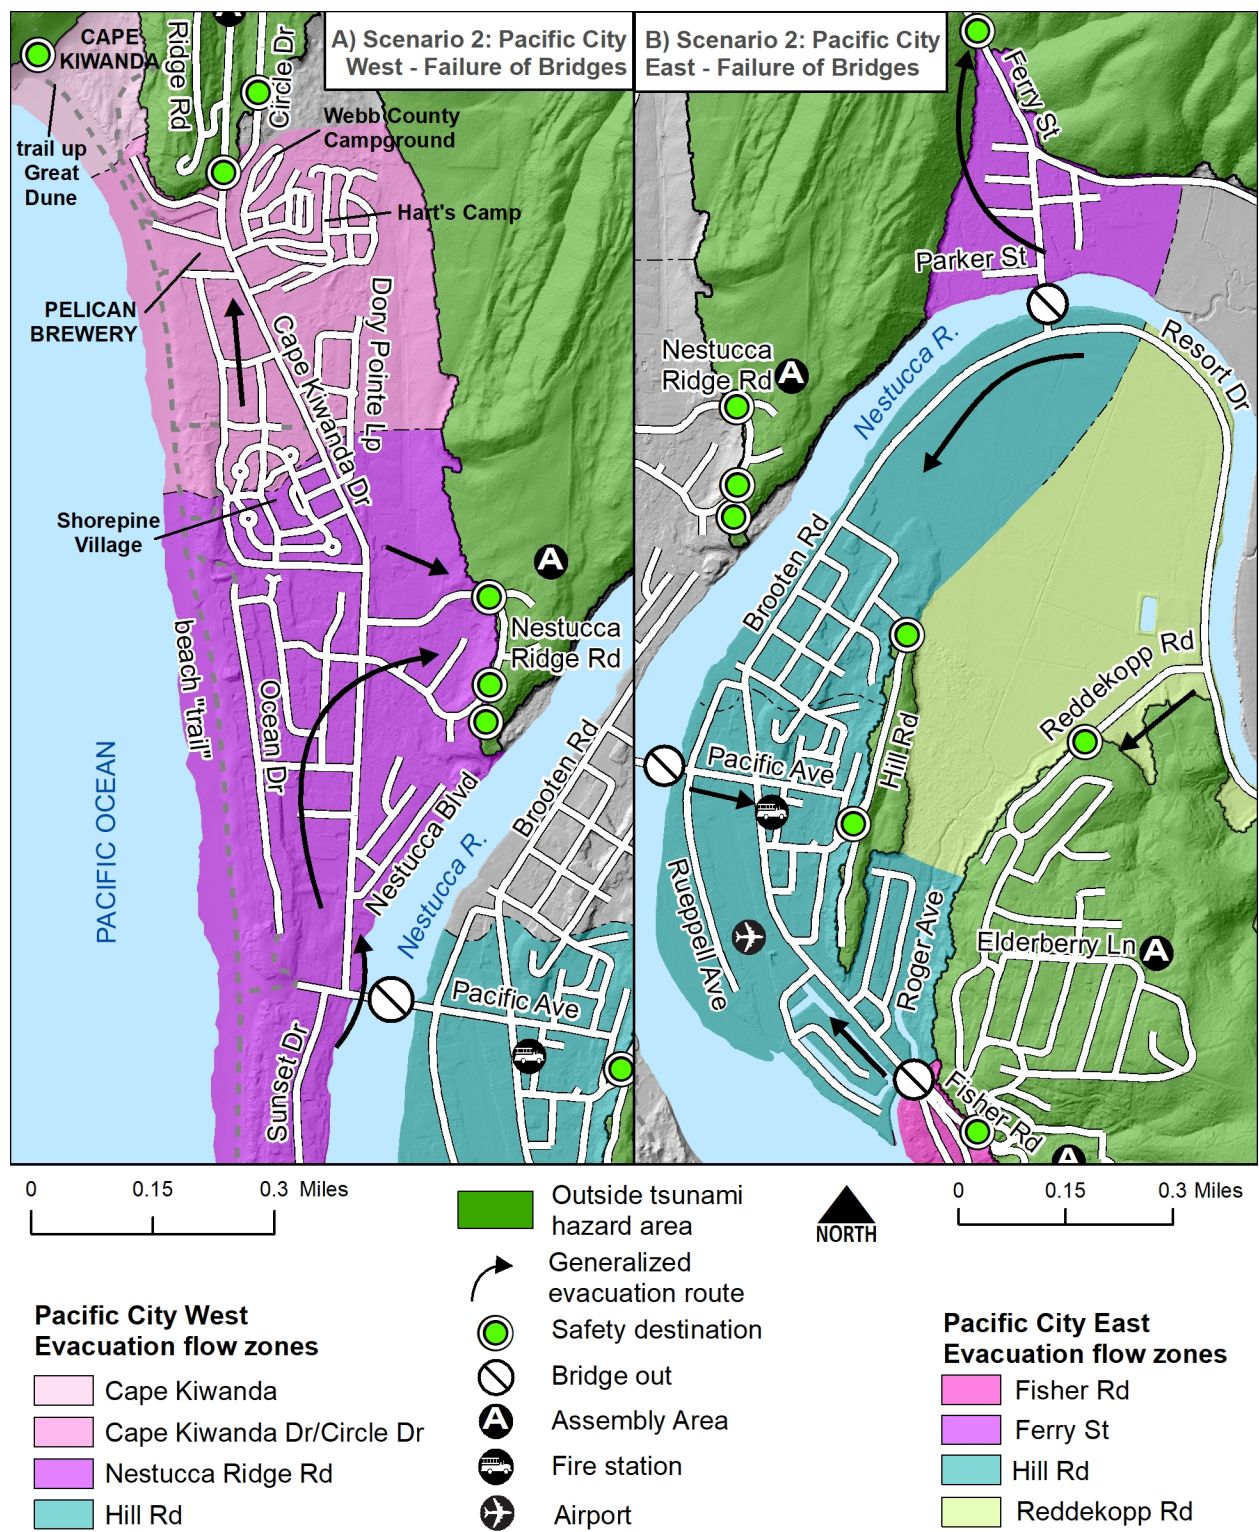 A) Scenario 2: Pacific City
West - Failure of Bridges
B) Scenario 2: Pacific City
East - Failure of Bridges
CAPE
KIWANDA
Ridge Rd
Circle Dr
Webb County
Campground
trail up
Great
Dune
Hart's Camp
PELICAN
BREWERY
Dory Pointe Lp
Cape Kiwanda Dr
Shorepine
Village
A
Nestucca
Ridge Rd
beach "trail"
Ocean Dr
PACIFIC OCEAN
Nestucca Blvd
Nestucca R.
Brooten Rd
Pacific Ave
Sunset Dr
Ferry St
Parker St
Nestucca R.
Resort Dr
Nestucca
Ridge Rd
A
Brooten Rd
Reddekopp Rd
Hill Rd
Pacific Ave
Rueppell Ave
Roger Ave
Elderberry Ln
A
Fisher Rd
A
0 0.15 0.3 Miles
Outside tsunami
hazard area
Generalized
evacuation route
Safety destination
Bridge out
A Assembly Area
Fire station
Airport
NORTH
0 0.15 0.3 Miles
Pacific City West
Evacuation flow zones
Cape Kiwanda
Cape Kiwanda Dr/Circle Dr
Nestucca Ridge Rd
Hill Rd
Pacific City East
Evacuation flow zones
Fisher Rd
Ferry St
Hill Rd
Reddekopp Rd